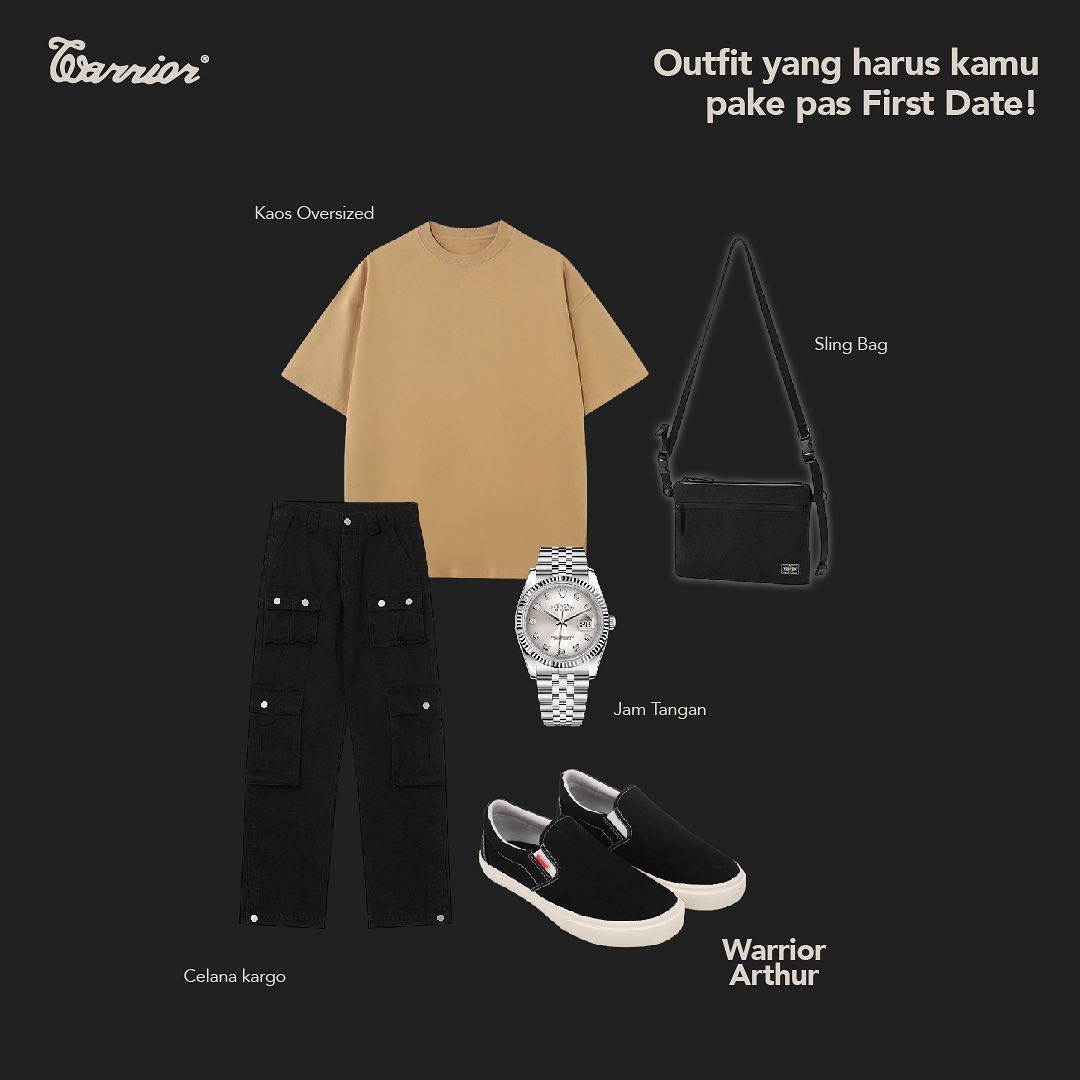 Warrior®
Outfit yang harus kamu
pake pas First Date!
Kaos Oversized
Sling Bag
Jam Tangan
Warrior
Arthur
Celana kargo